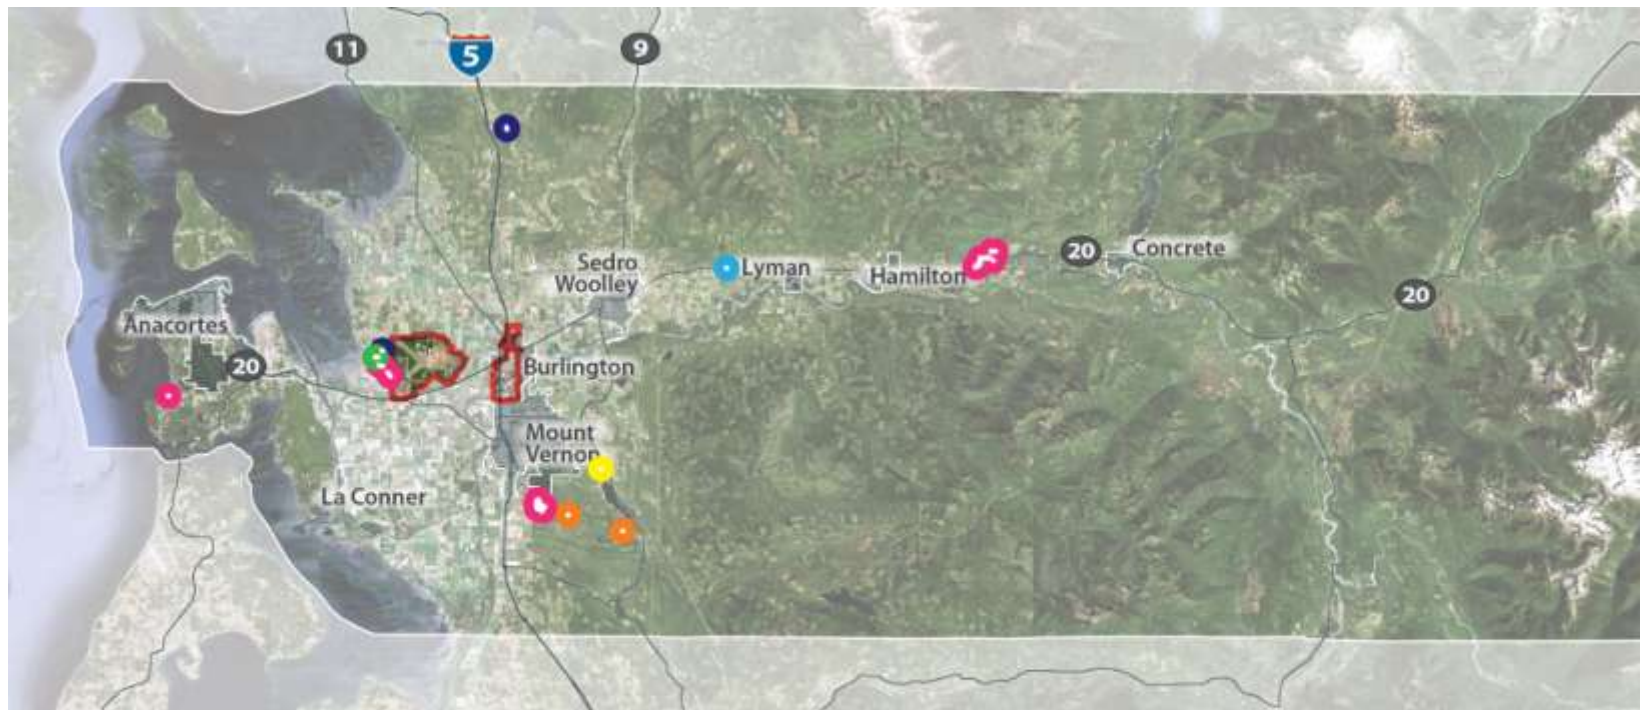 11
5
9
Sedro
Woolley
Lyman
Hamilton
20
Concrete
20
Anacortes
20
Burlington
Mount
Vernon
La Conner